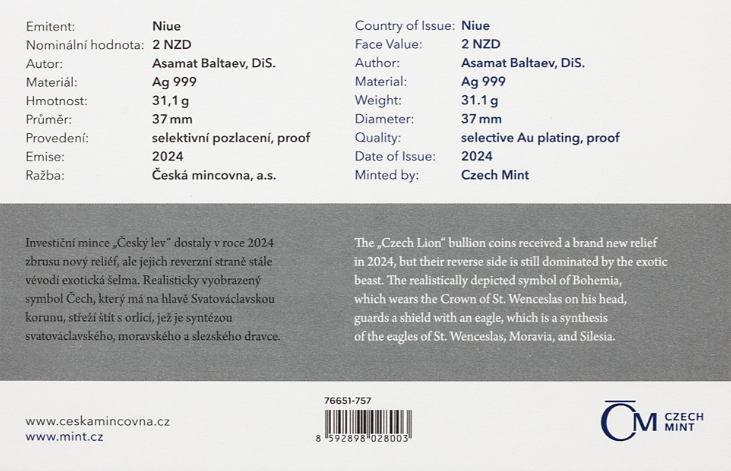 Emitent: Niue
Nominální hodnota: 2 NZD
Autor: Asamat Baltaev, DiS.
Materiál: Ag 999
Hmotnost: 31,1 g
Průměr: 37 mm
Provedení: selektivní pozlacení, proof
Emise: 2024
Ražba: Česká mincovna, a.s.
Country of Issue: Niue
Face Value: 2 NZD
Author: Asamat Baltaev, DiS.
Material: Ag 999
Weight: 31.1 g
Diameter: 37 mm
Quality: selective Au plating, proof
Date of Issue: 2024
Minted by: Czech Mint
Investiční mince „Český lev“ dostaly v roce 2024
zbrusu nový reliéf, ale jejich reverzní straně stále
vévodí exotická šelma. Realisticky vyobrazený
symbol Čech, který má na hlavě Svatováclavskou
korunu, střeží štít s orlicí, jež je syntézou
svatováclavského, moravského a slezského dravce.
The „Czech Lion“ bullion coins received a brand new relief
in 2024, but their reverse side is still dominated by the exotic
beast. The realistically depicted symbol of Bohemia,
which wears the Crown of St. Wenceslas on his head,
guards a shield with an eagle, which is a synthesis
of the eagles of St. Wenceslas, Moravia, and Silesia.
www.ceskamincovna.cz
www.mint.cz
76651-757
8 592898 028003
CM CZECH
MINT